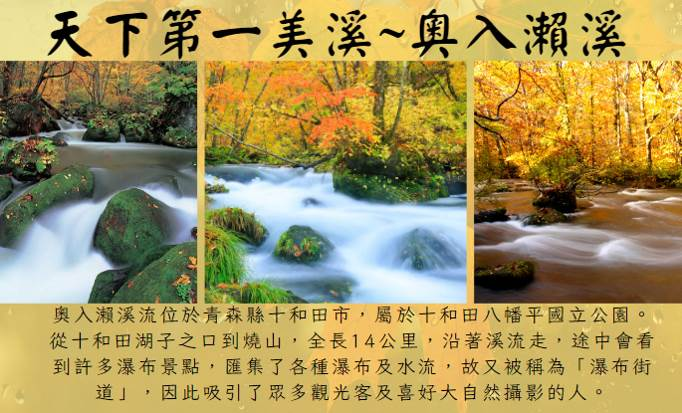 天下第一美溪~奧入瀨溪
奧入瀨溪流位於青森縣十和田市，屬於十和田八幡平國立公園。
從十和田湖子之口到燒山，全長14公里，沿著溪流走，途中會看
到許多瀑布景點，匯集了各種瀑布及水流，故又被稱為「瀑布街
道」，因此吸引了眾多觀光客及喜好大自然攝影的人。